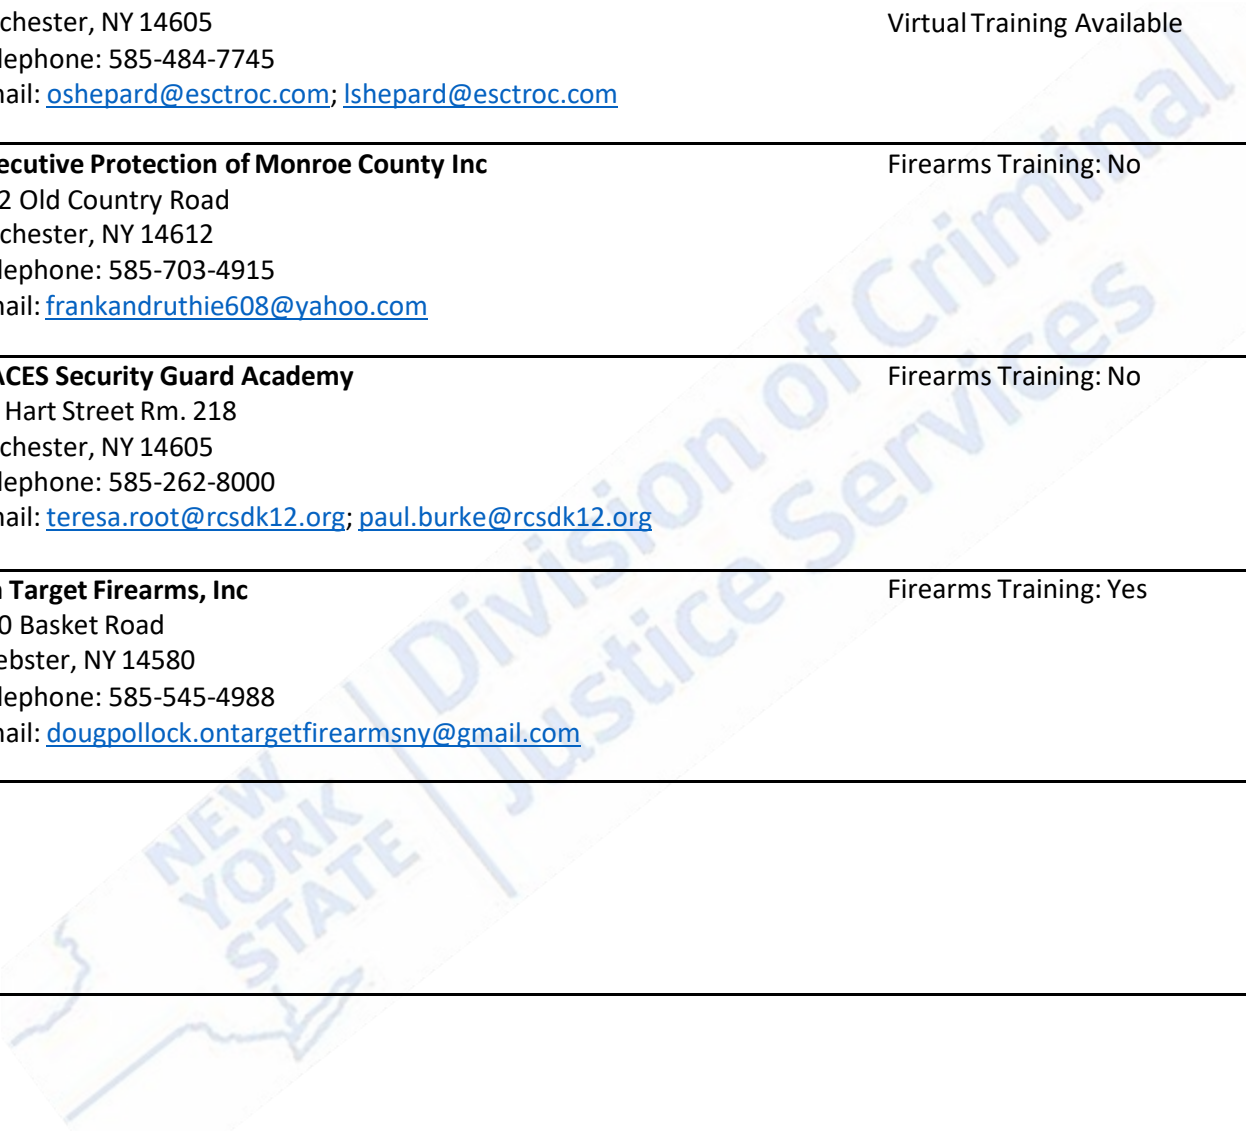 chester, NY 14605
Virtual Training Available
lephone: 585-484-7745
nail: oshepard@esctroc.com; lshepard@esctroc.com
ecutive Protection of Monroe County Inc
Firearms Training: No
2 Old Country Road
chester, NY 14612
lephone: 585-703-4915
nail: frankandruthie608@yahoo.com
ACES Security Guard Academy
Firearms Training: No
Hart Street Rm. 218
chester, NY 14605
lephone: 585-262-8000
nail: teresa.root@rcsdk12.org; paul.burke@rcsdk12.org
n Target Firearms, Inc
Firearms Training: Yes
0 Basket Road
ebster, NY 14580
lephone: 585-545-4988
nail: dougpollock.ontargetfirearmsny@gmail.com
NEW
YORK
STATE
Division of Criminal
Justice Services